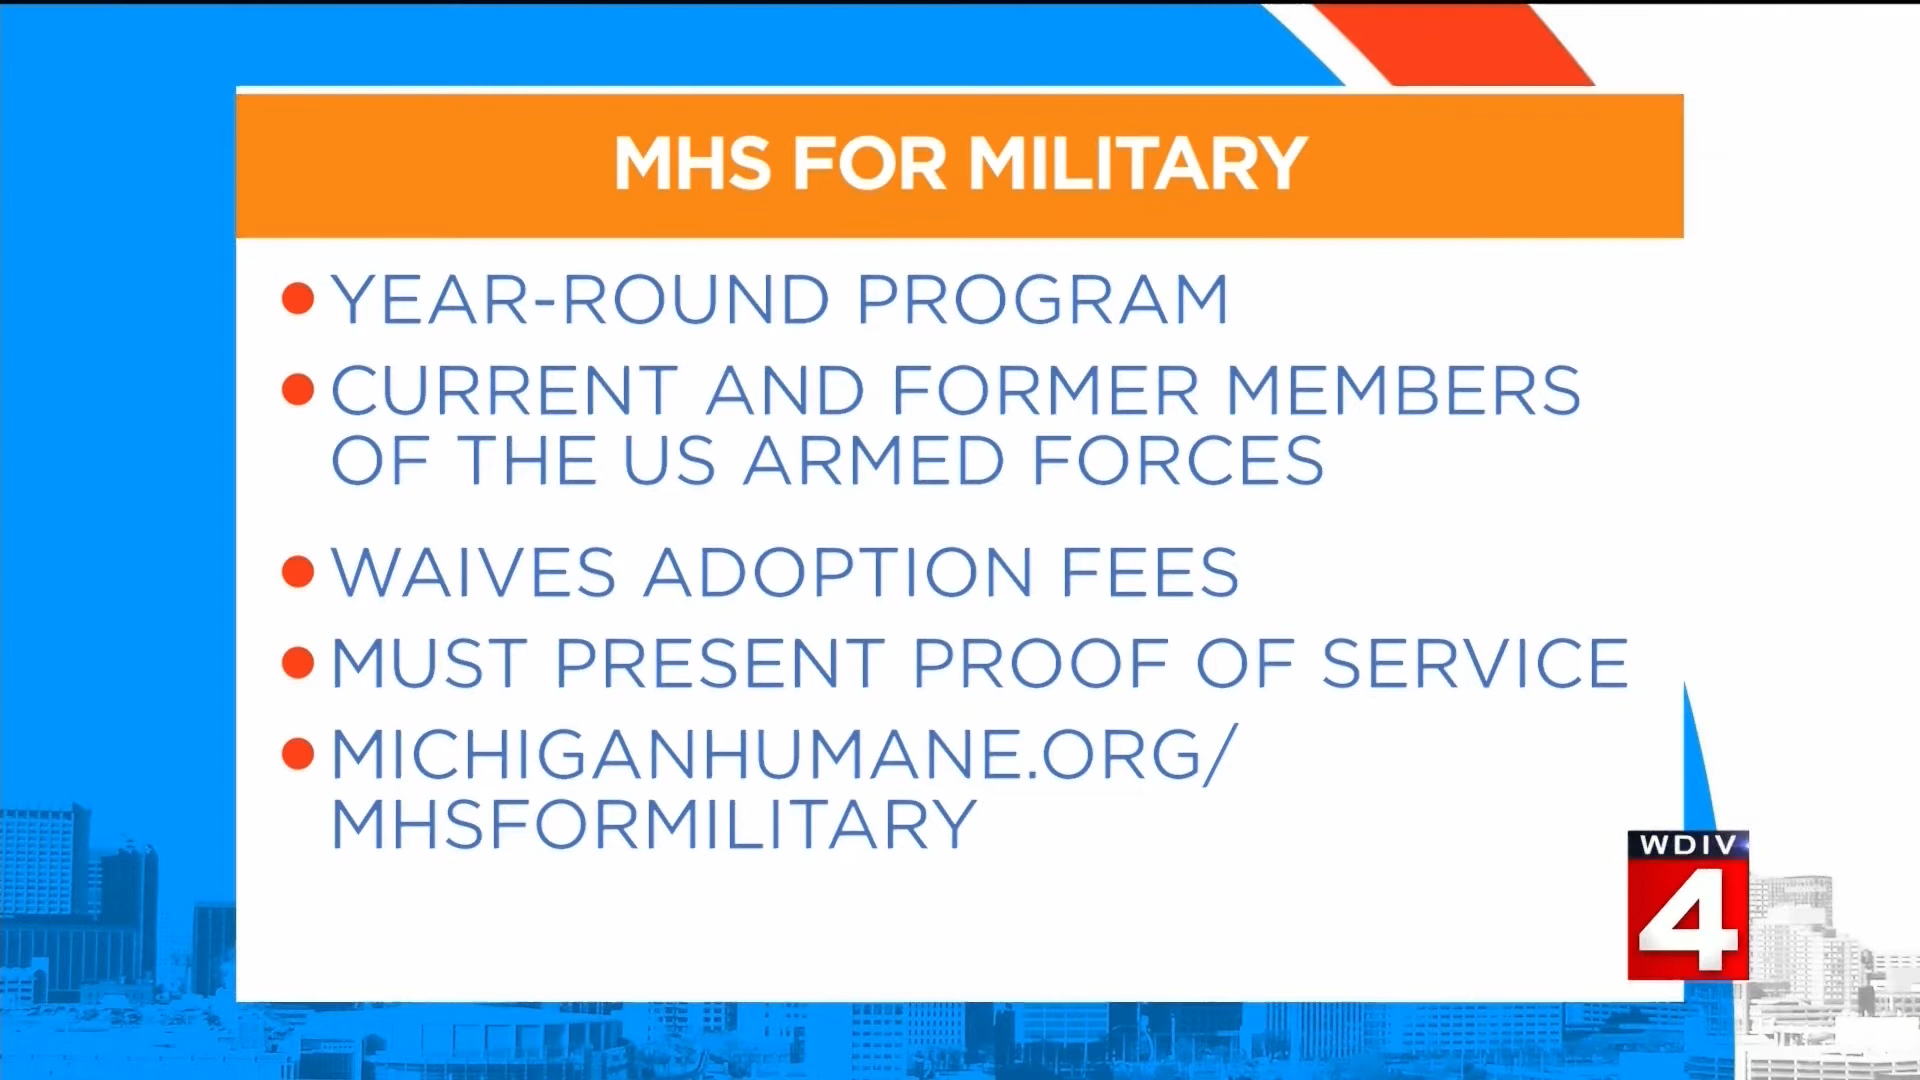 MHS FOR MILITARY
YEAR-ROUND PROGRAM
CURRENT AND FORMER MEMBERS
OF THE US ARMED FORCES
WAIVES ADOPTION FEES
MUST PRESENT PROOF OF SERVICE
MICHIGANHUMANE.ORG/
MHSFORMILITARY
WDIV
4